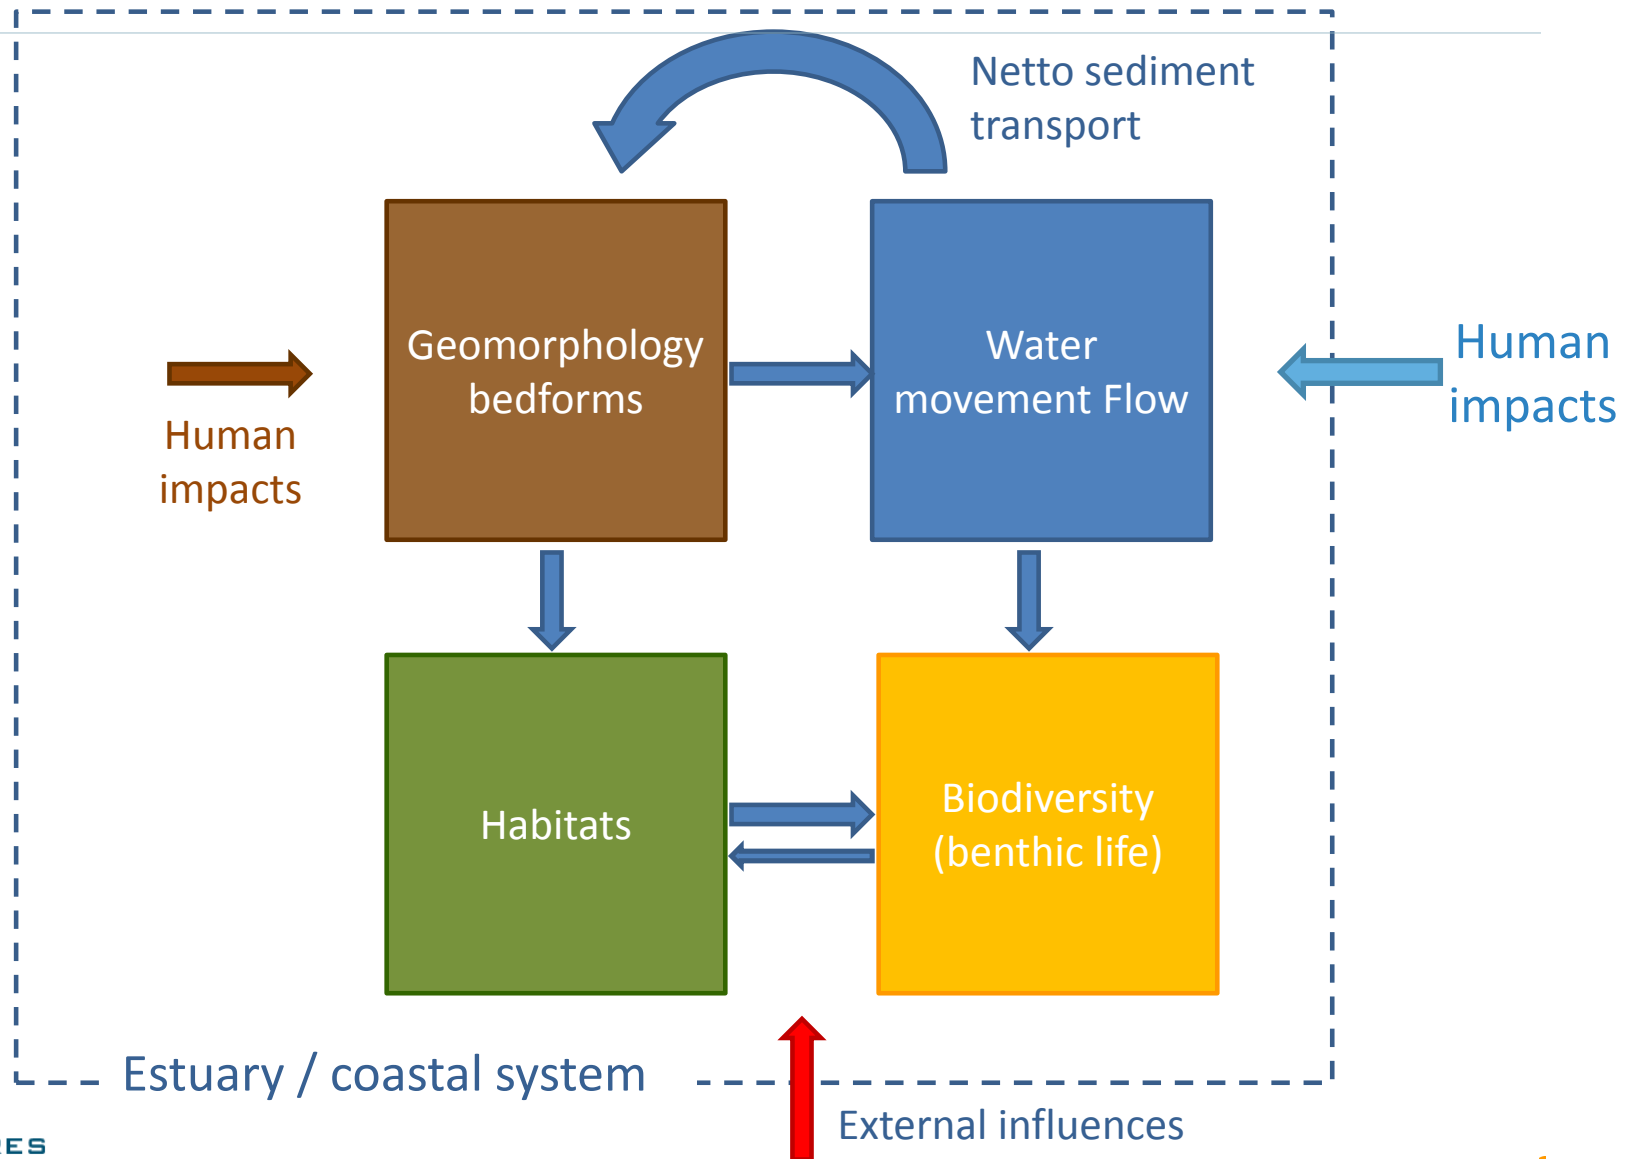 Netto sediment
transport
Geomorphology
bedforms
Water
movement Flow
Human
impacts
Human
impacts
Habitats
Biodiversity
(benthic life)
Estuary / coastal system
External influences